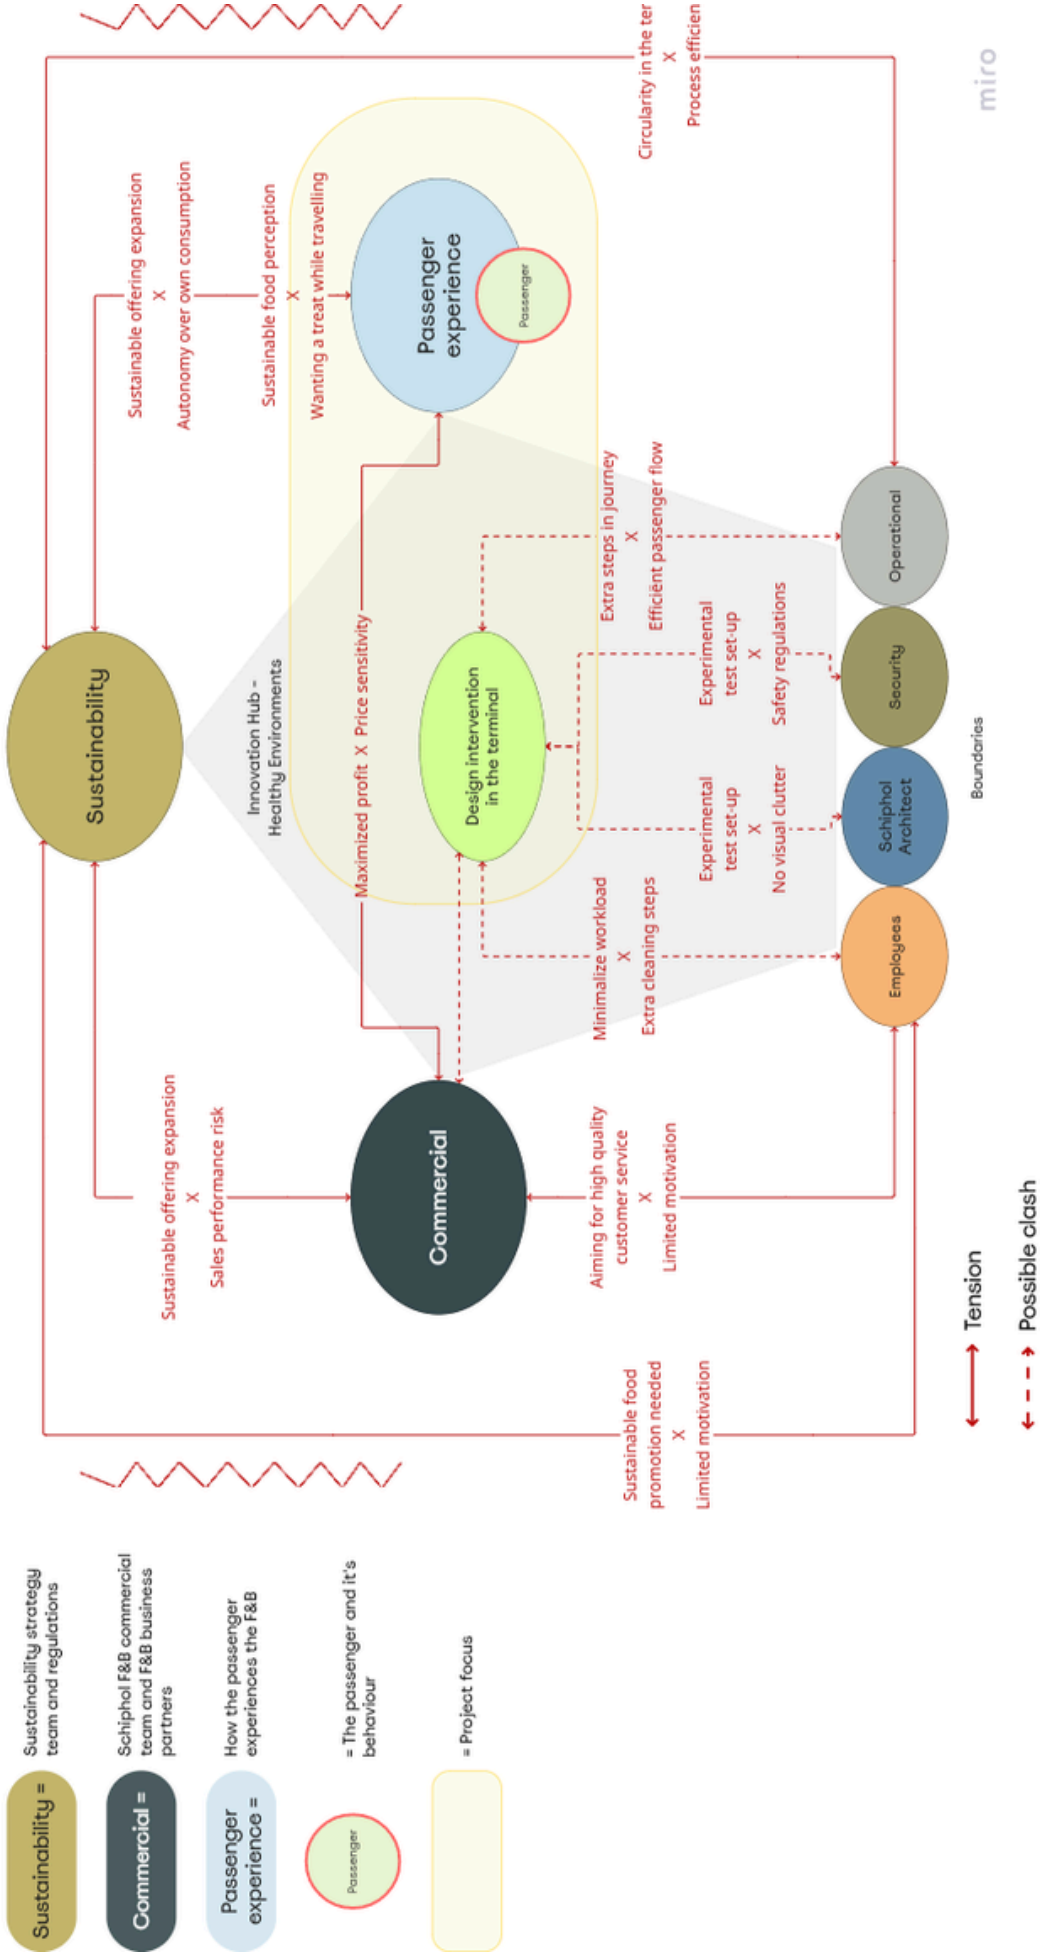 Sustainability =
Sustainability strategy
team and regulations
Commercial =
Schiphol F&B commercial
team and F&B business
partners
Passenger
experience =
How the passenger
experiences the F&B
Passenger
= The passenger and it's
behaviour
= Project focus
Sustainability
Innovation Hub -
Healthy Environments
Sustainable offering expansion
X
Sales performance risk
Sustainable offering expansion
X
Autonomy over own consumption
Sustainable food perception
X
Wanting a treat while travelling
Maximized profit X Price sensitivity
Commercial
Design intervention
in the terminal
Passenger
experience
Passenger
Sustainable food
promotion needed
X
Limited motivation
Aiming for high quality
customer service
X
Limited motivation
Minimalize workload
X
Extra cleaning steps
Experimental
test set-up
X
No visual clutter
Experimental
test set-up
X
Safety regulations
Extra steps in journey
X
Efficiënt passenger flow
Circularity in the ter
X
Process efficien
Employees
Schiphol
Architect
Security
Operational
Boundaries
Tension
Possible clash
miro